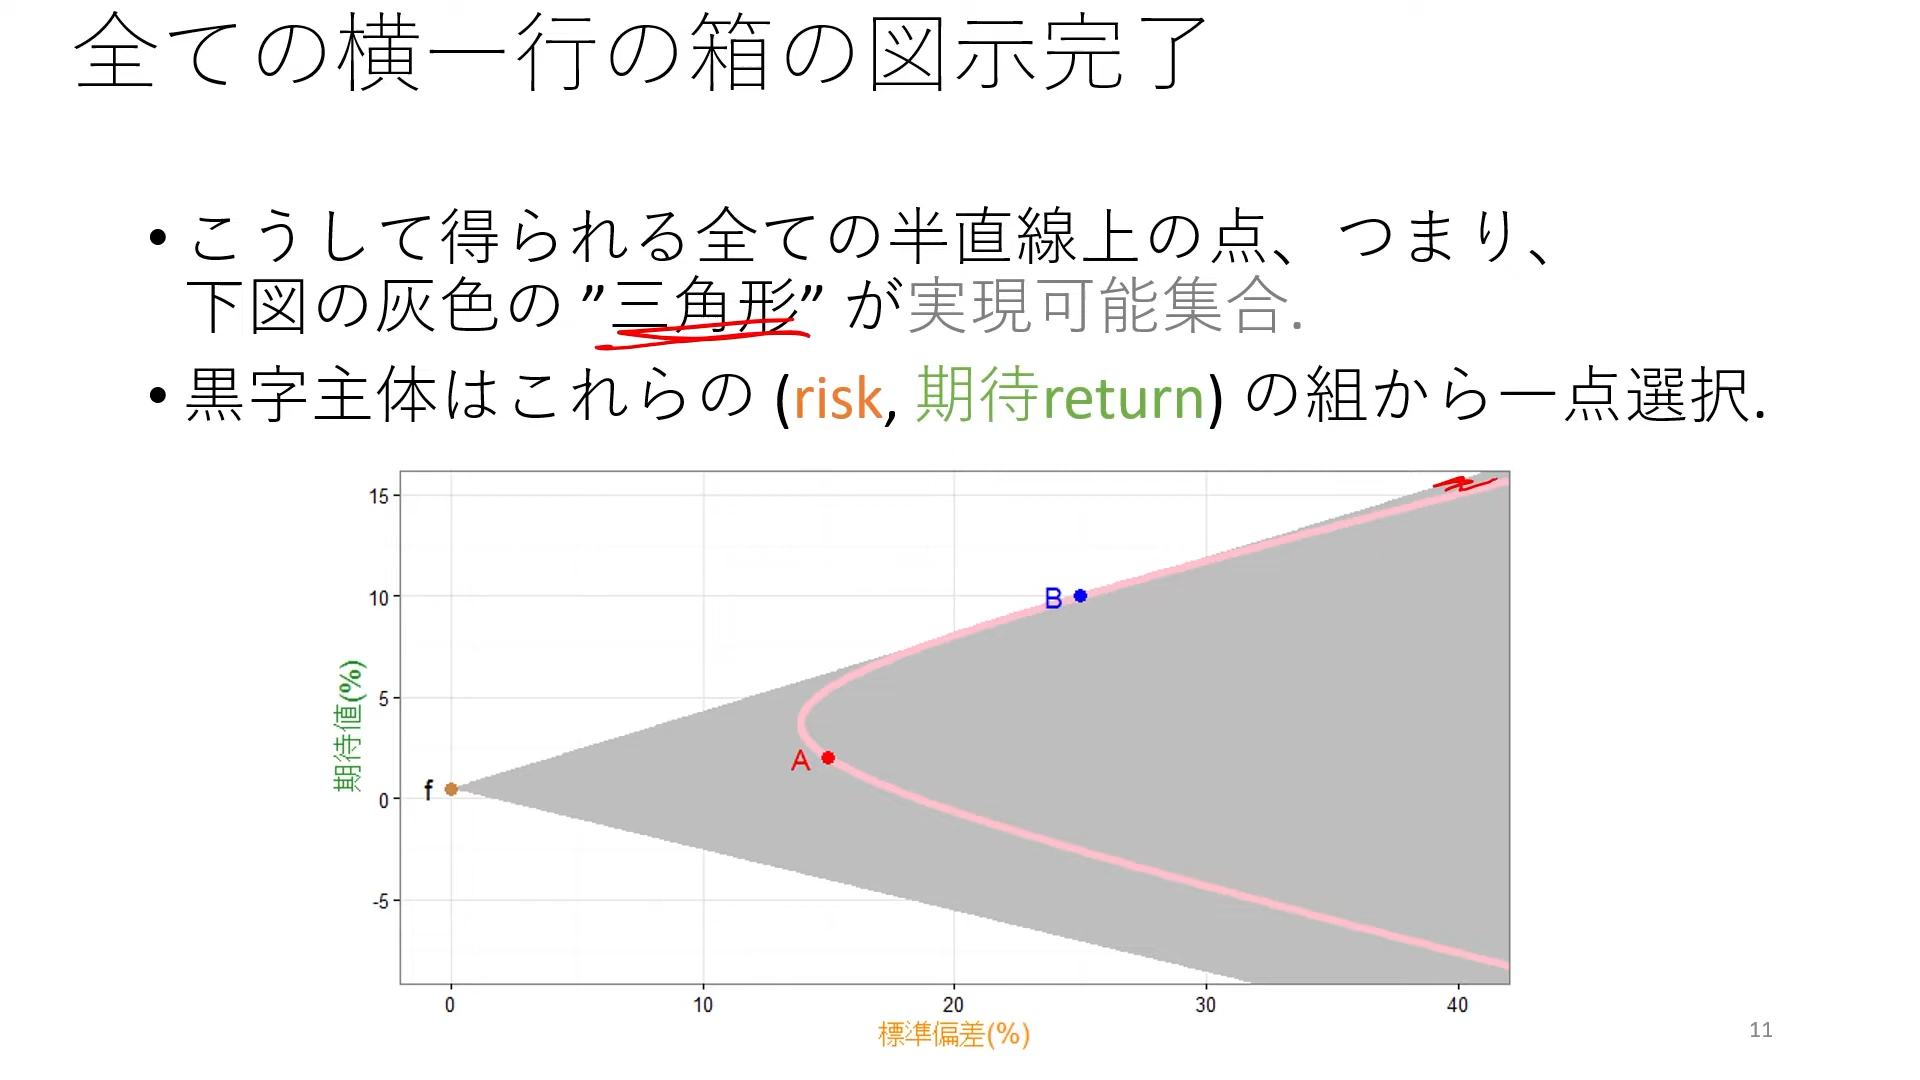 全ての横一行の箱の図示完了
• こうして得られる全ての半直線上の点、つまり、
下図の灰色の ”三角形” が実現可能集合.
• 黒字主体はこれらの (risk, 期待return) の組から一点選択.
15
10
5
0
-5
期待値(%)
B
A
f
0 10 20 30 40
標準偏差(%)
11